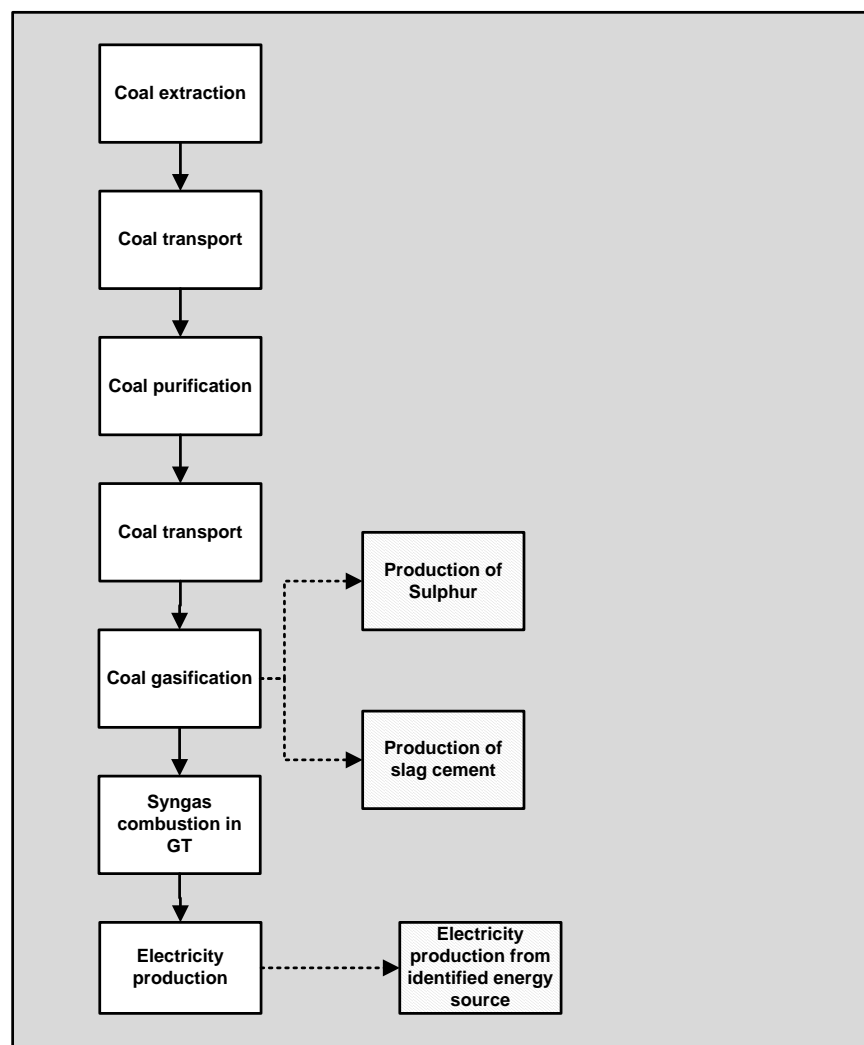 Coal extraction
Coal transport
Coal purification
Coal transport
Production of
Sulphur
Coal gasification
Production of
slag cement
Syngas
combustion in
GT
Electricity
production
Electricity
production from
identified energy
source